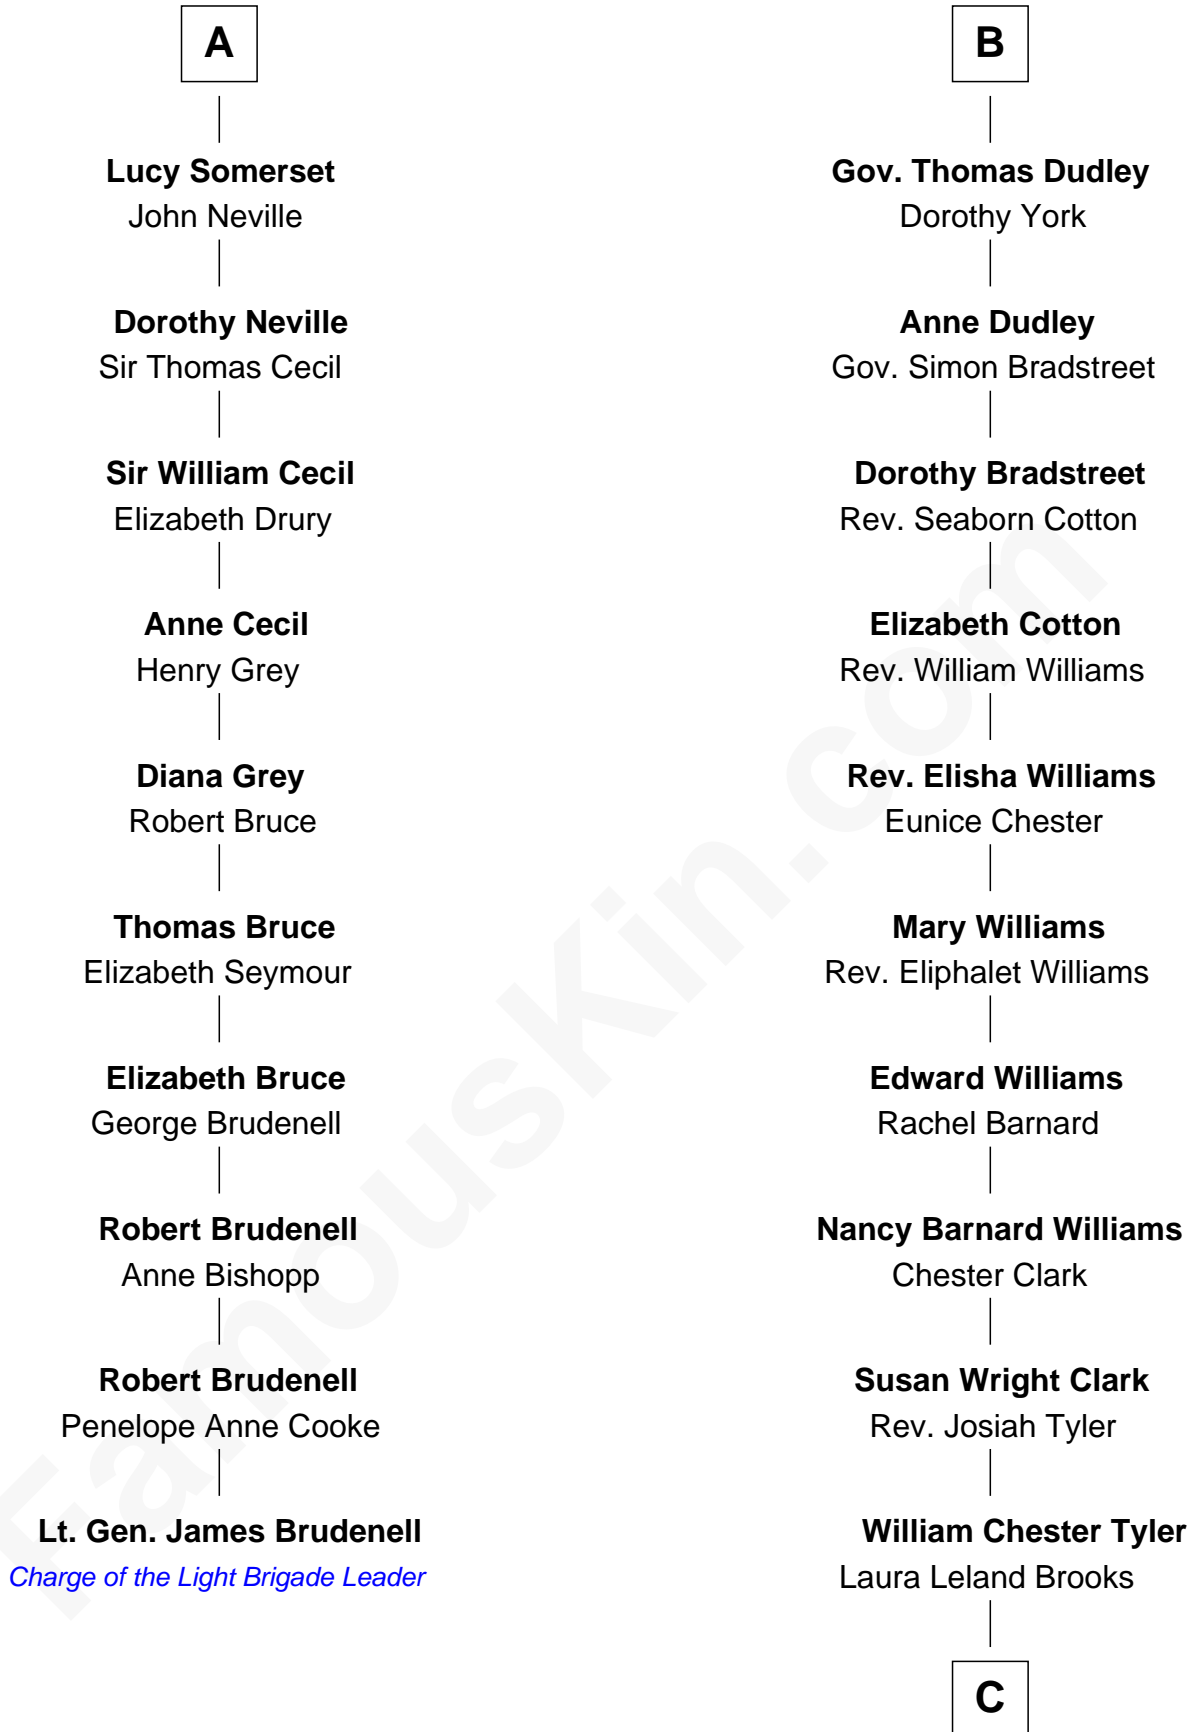 A
Lucy Somerset
John Neville
Dorothy Neville
Sir Thomas Cecil
Sir William Cecil
Elizabeth Drury
Anne Cecil
Henry Grey
Diana Grey
Robert Bruce
Thomas Bruce
Elizabeth Seymour
Elizabeth Bruce
George Brudenell
Robert Brudenell
Anne Bishopp
Robert Brudenell
Penelope Anne Cooke
Lt. Gen. James Brudenell
Charge of the Light Brigade Leader
B
Gov. Thomas Dudley
Dorothy York
Anne Dudley
Gov. Simon Bradstreet
Dorothy Bradstreet
Rev. Seaborn Cotton
Elizabeth Cotton
Rev. William Williams
Rev. Elisha Williams
Eunice Chester
Mary Williams
Rev. Eliphalet Williams
Edward Williams
Rachel Barnard
Nancy Barnard Williams
Chester Clark
Susan Wright Clark
Rev. Josiah Tyler
William Chester Tyler
Laura Leland Brooks
C
FamousKin.com